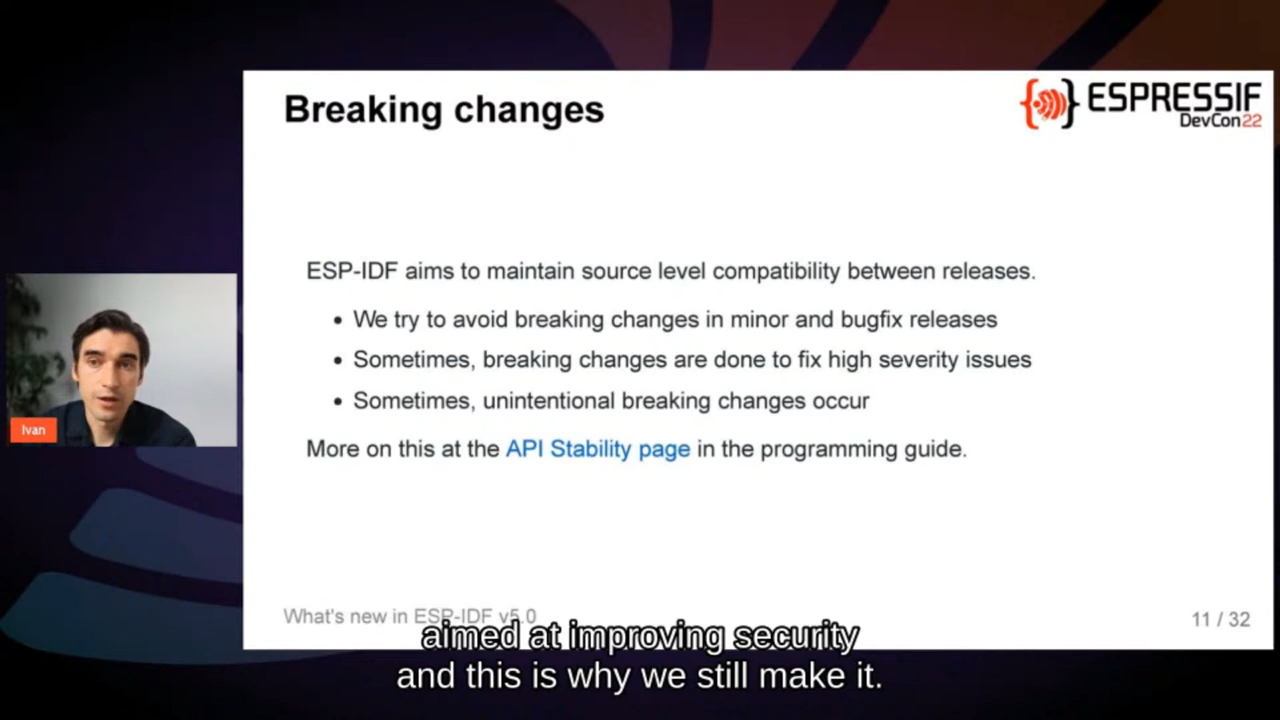 Breaking changes
ESPRESSIF
DevCon22
ESP-IDF aims to maintain source level compatibility between releases.
• We try to avoid breaking changes in minor and bugfix releases
• Sometimes, breaking changes are done to fix high severity issues
• Sometimes, unintentional breaking changes occur
More on this at the API Stability page in the programming guide.
Ivan
What's new in ESP-IDF v5.0
11 / 32
aimed at improving security
and this is why we still make it.